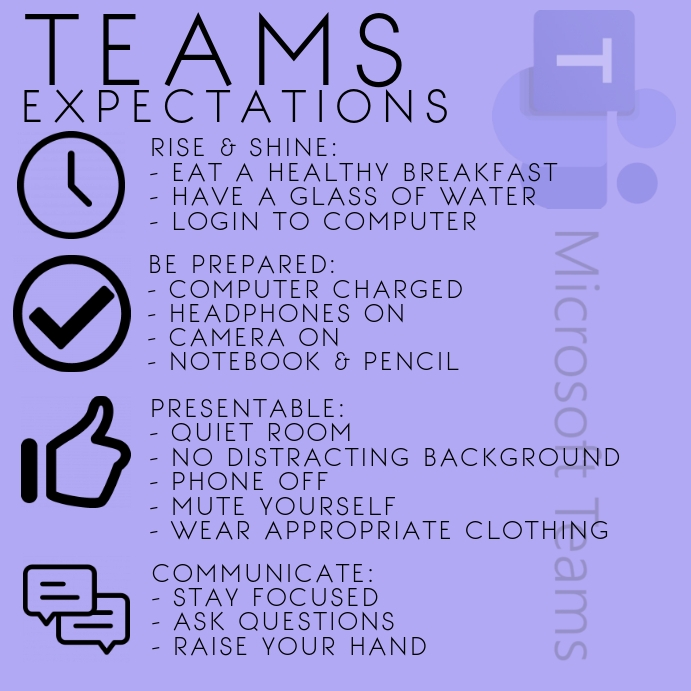 TEAMS
EXPECTATIONS
RISE & SHINE:
- EAT A HEALTHY BREAKFAST
- HAVE A GLASS OF WATER
- LOGIN TO COMPUTER
BE PREPARED:
- COMPUTER CHARGED
- HEADPHONES ON
- CAMERA ON
- NOTEBOOK & PENCIL
PRESENTABLE:
- QUIET ROOM
- NO DISTRACTING BACKGROUND
- PHONE OFF
- MUTE YOURSELF
- WEAR APPROPRIATE CLOTHING
COMMUNICATE:
- STAY FOCUSED
- ASK QUESTIONS
- RAISE YOUR HAND
T
Microsoft Teams